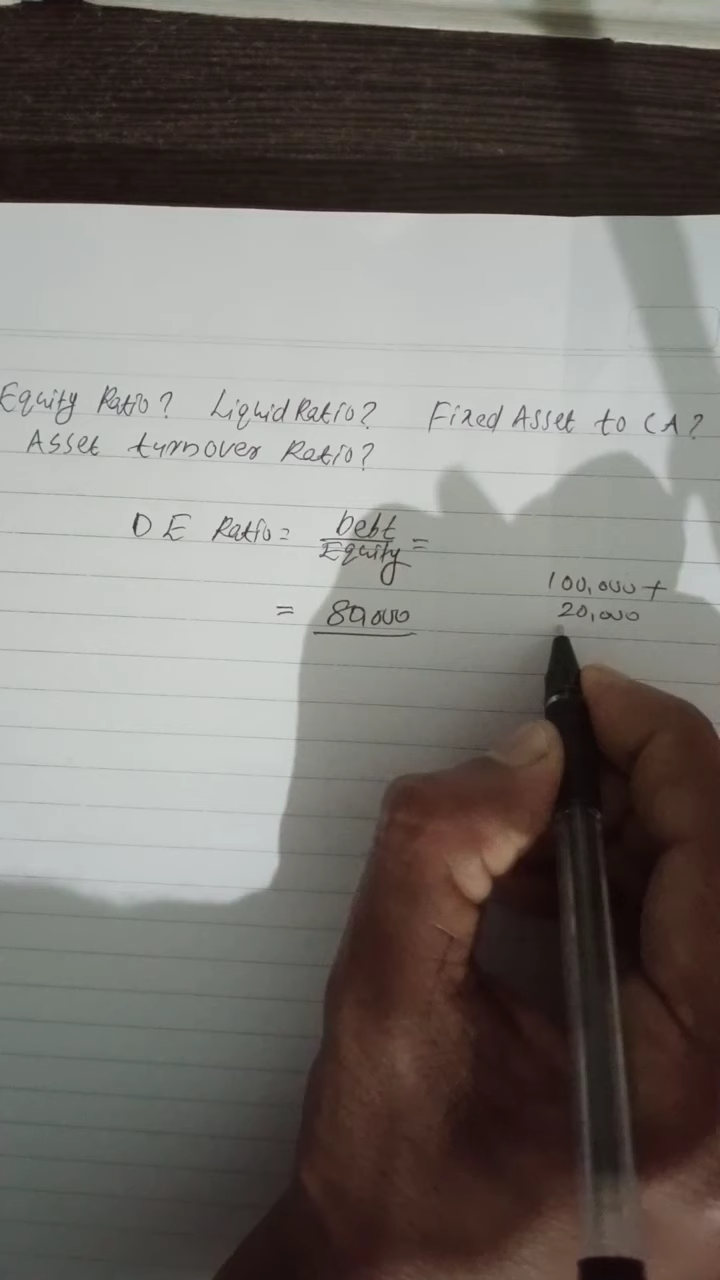 Equity Ratio? Liquid Ratio? Fixed Asset to CA?
Asset turnover Ratio?
DE Ratio = Debt =
Equity
100,000 +
= 80,000 20,000